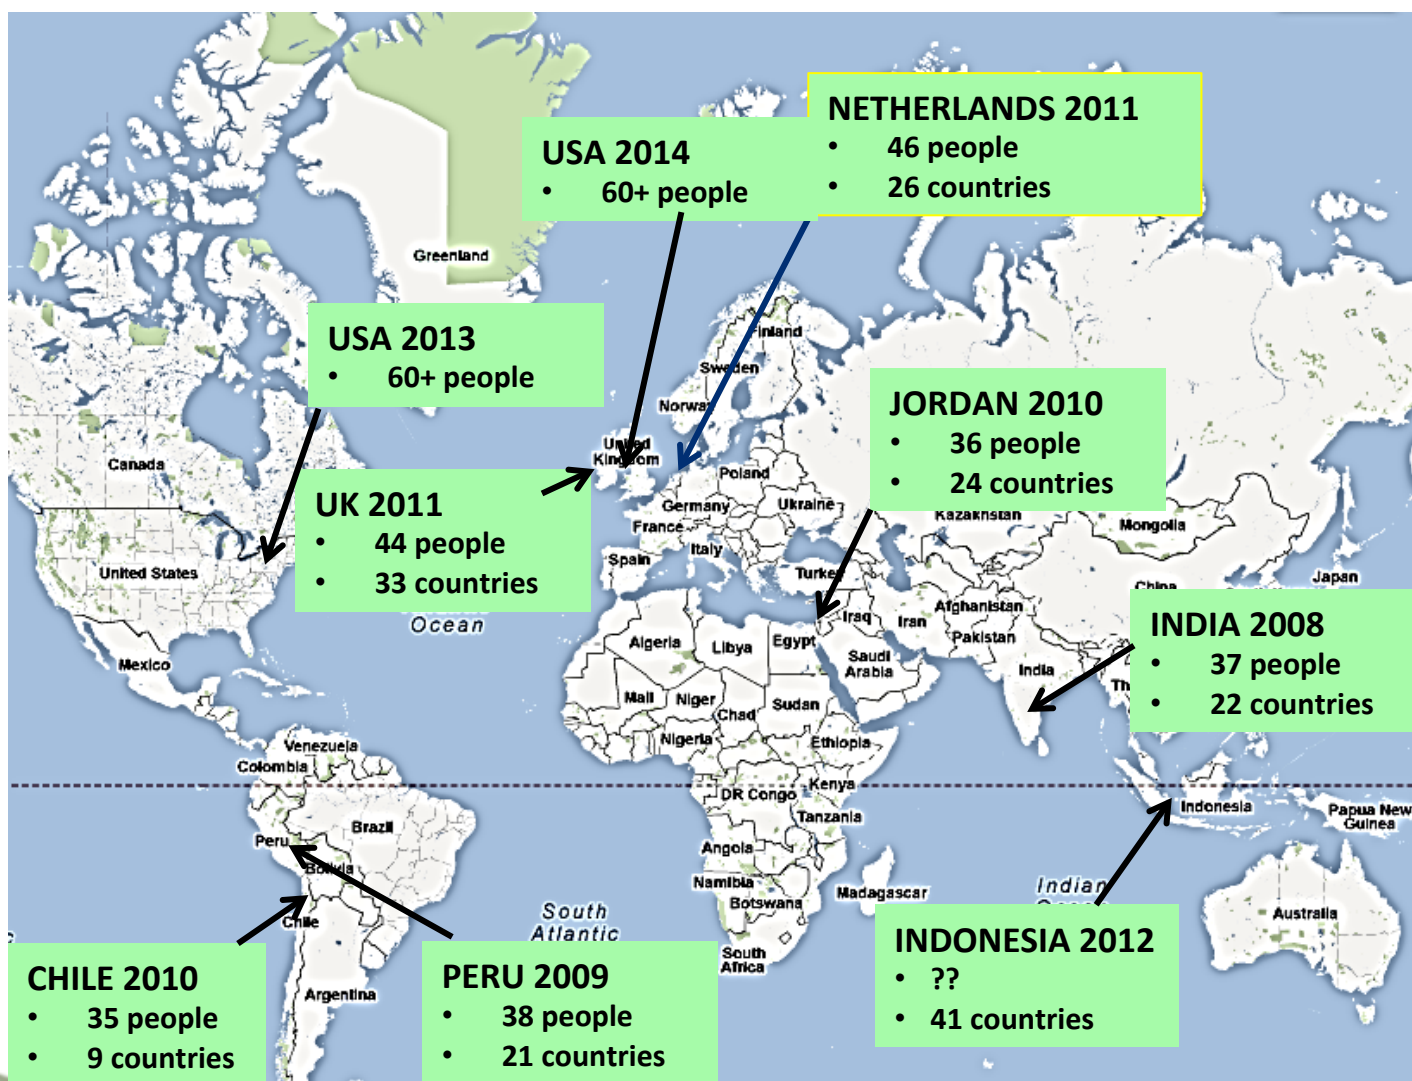 NETHERLANDS 2011
• 46 people
• 26 countries
USA 2014
• 60+ people
Greenland
USA 2013
• 60+ people
Finland
Sweden
Norway
JORDAN 2010
• 36 people
• 24 countries
United
Kingdom
Canada
Poland
UK 2011
• 44 people
• 33 countries
Germany
Ukraine
Kazakhstan
Mongolia
France
Italy
Spain
United States
Turkey
China
Japan
Ocean
Algeria
Libya
Egypt
Iraq
Iran
Afghanistan
Pakistan
Saudi
Arabia
India
Th
INDIA 2008
• 37 people
• 22 countries
Mexico
Mali
Niger
Chad
Sudan
Nigeria
Ethiopia
Venezuela
Colombia
DR Congo
Kenya
Tanzania
Indonesia
Papua New
Guinea
Brazil
Peru
Bolivia
Angola
Namibia
Botswana
Madagascar
Indian
Australia
Chile
South
Atlantic
South
Africa
INDONESIA 2012
• ??
• 41 countries
CHILE 2010
• 35 people
• 9 countries
Argentina
PERU 2009
• 38 people
• 21 countries